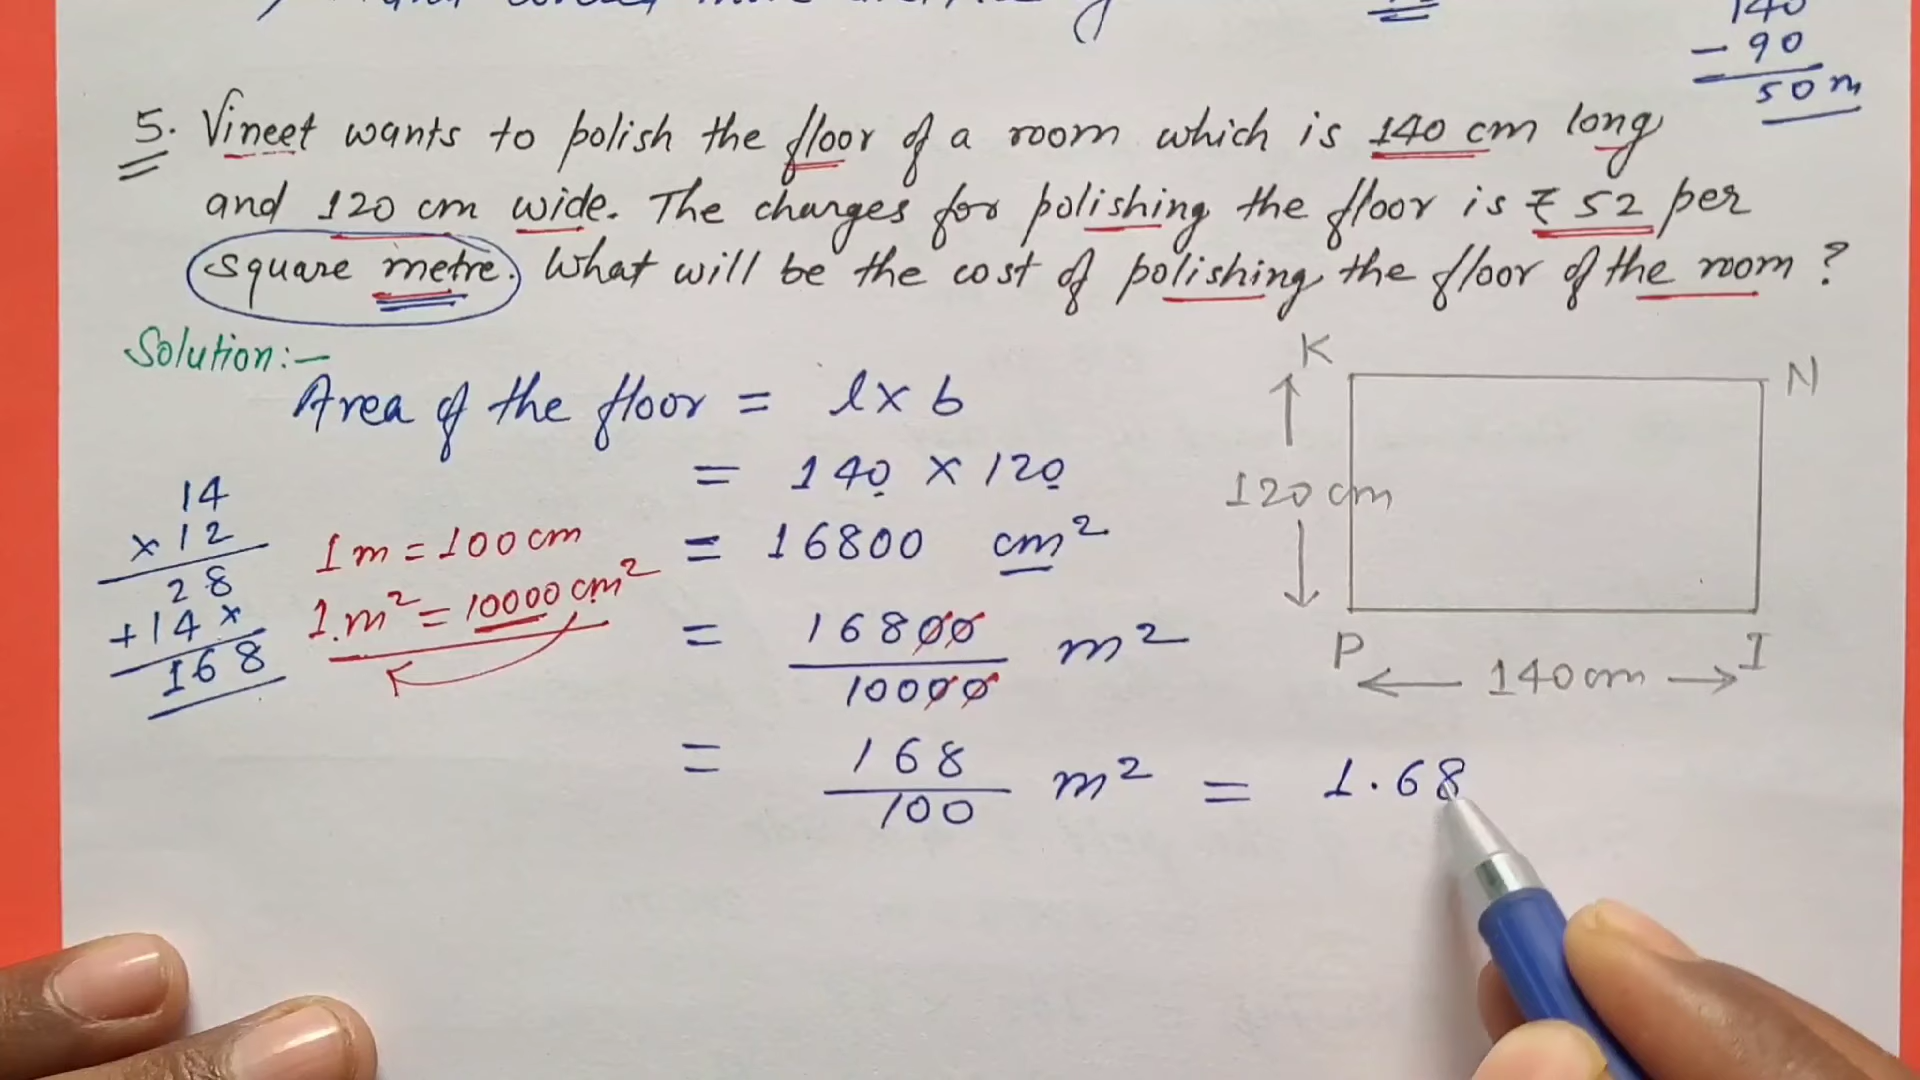 140
- 90
50 m
5. Vineet wants to polish the floor of a room which is 140 cm long
and 120 cm wide. The charges for polishing the floor is ₹ 52 per
square metre. What will be the cost of polishing the floor of the room ?
Solution:-
Area of the floor = l x b
= 140 x 120
= 16800 cm²
= 16800 m²
10000
= 168 m² = 1.68
100
14
x 12
28
+ 14 x
168
1 m = 100 cm
1 m² = 10000 cm²
K
N
120 cm
P
I
140 cm